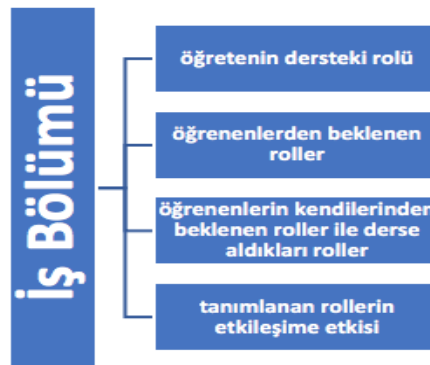 İş Bölümü
öğretenin dersteki rolü
öğrenenlerden beklenen
roller
öğrenenlerin kendilerinden
beklenen roller ile derse
aldıkları roller
tanımlanan rollerin
etkileşime etkisi